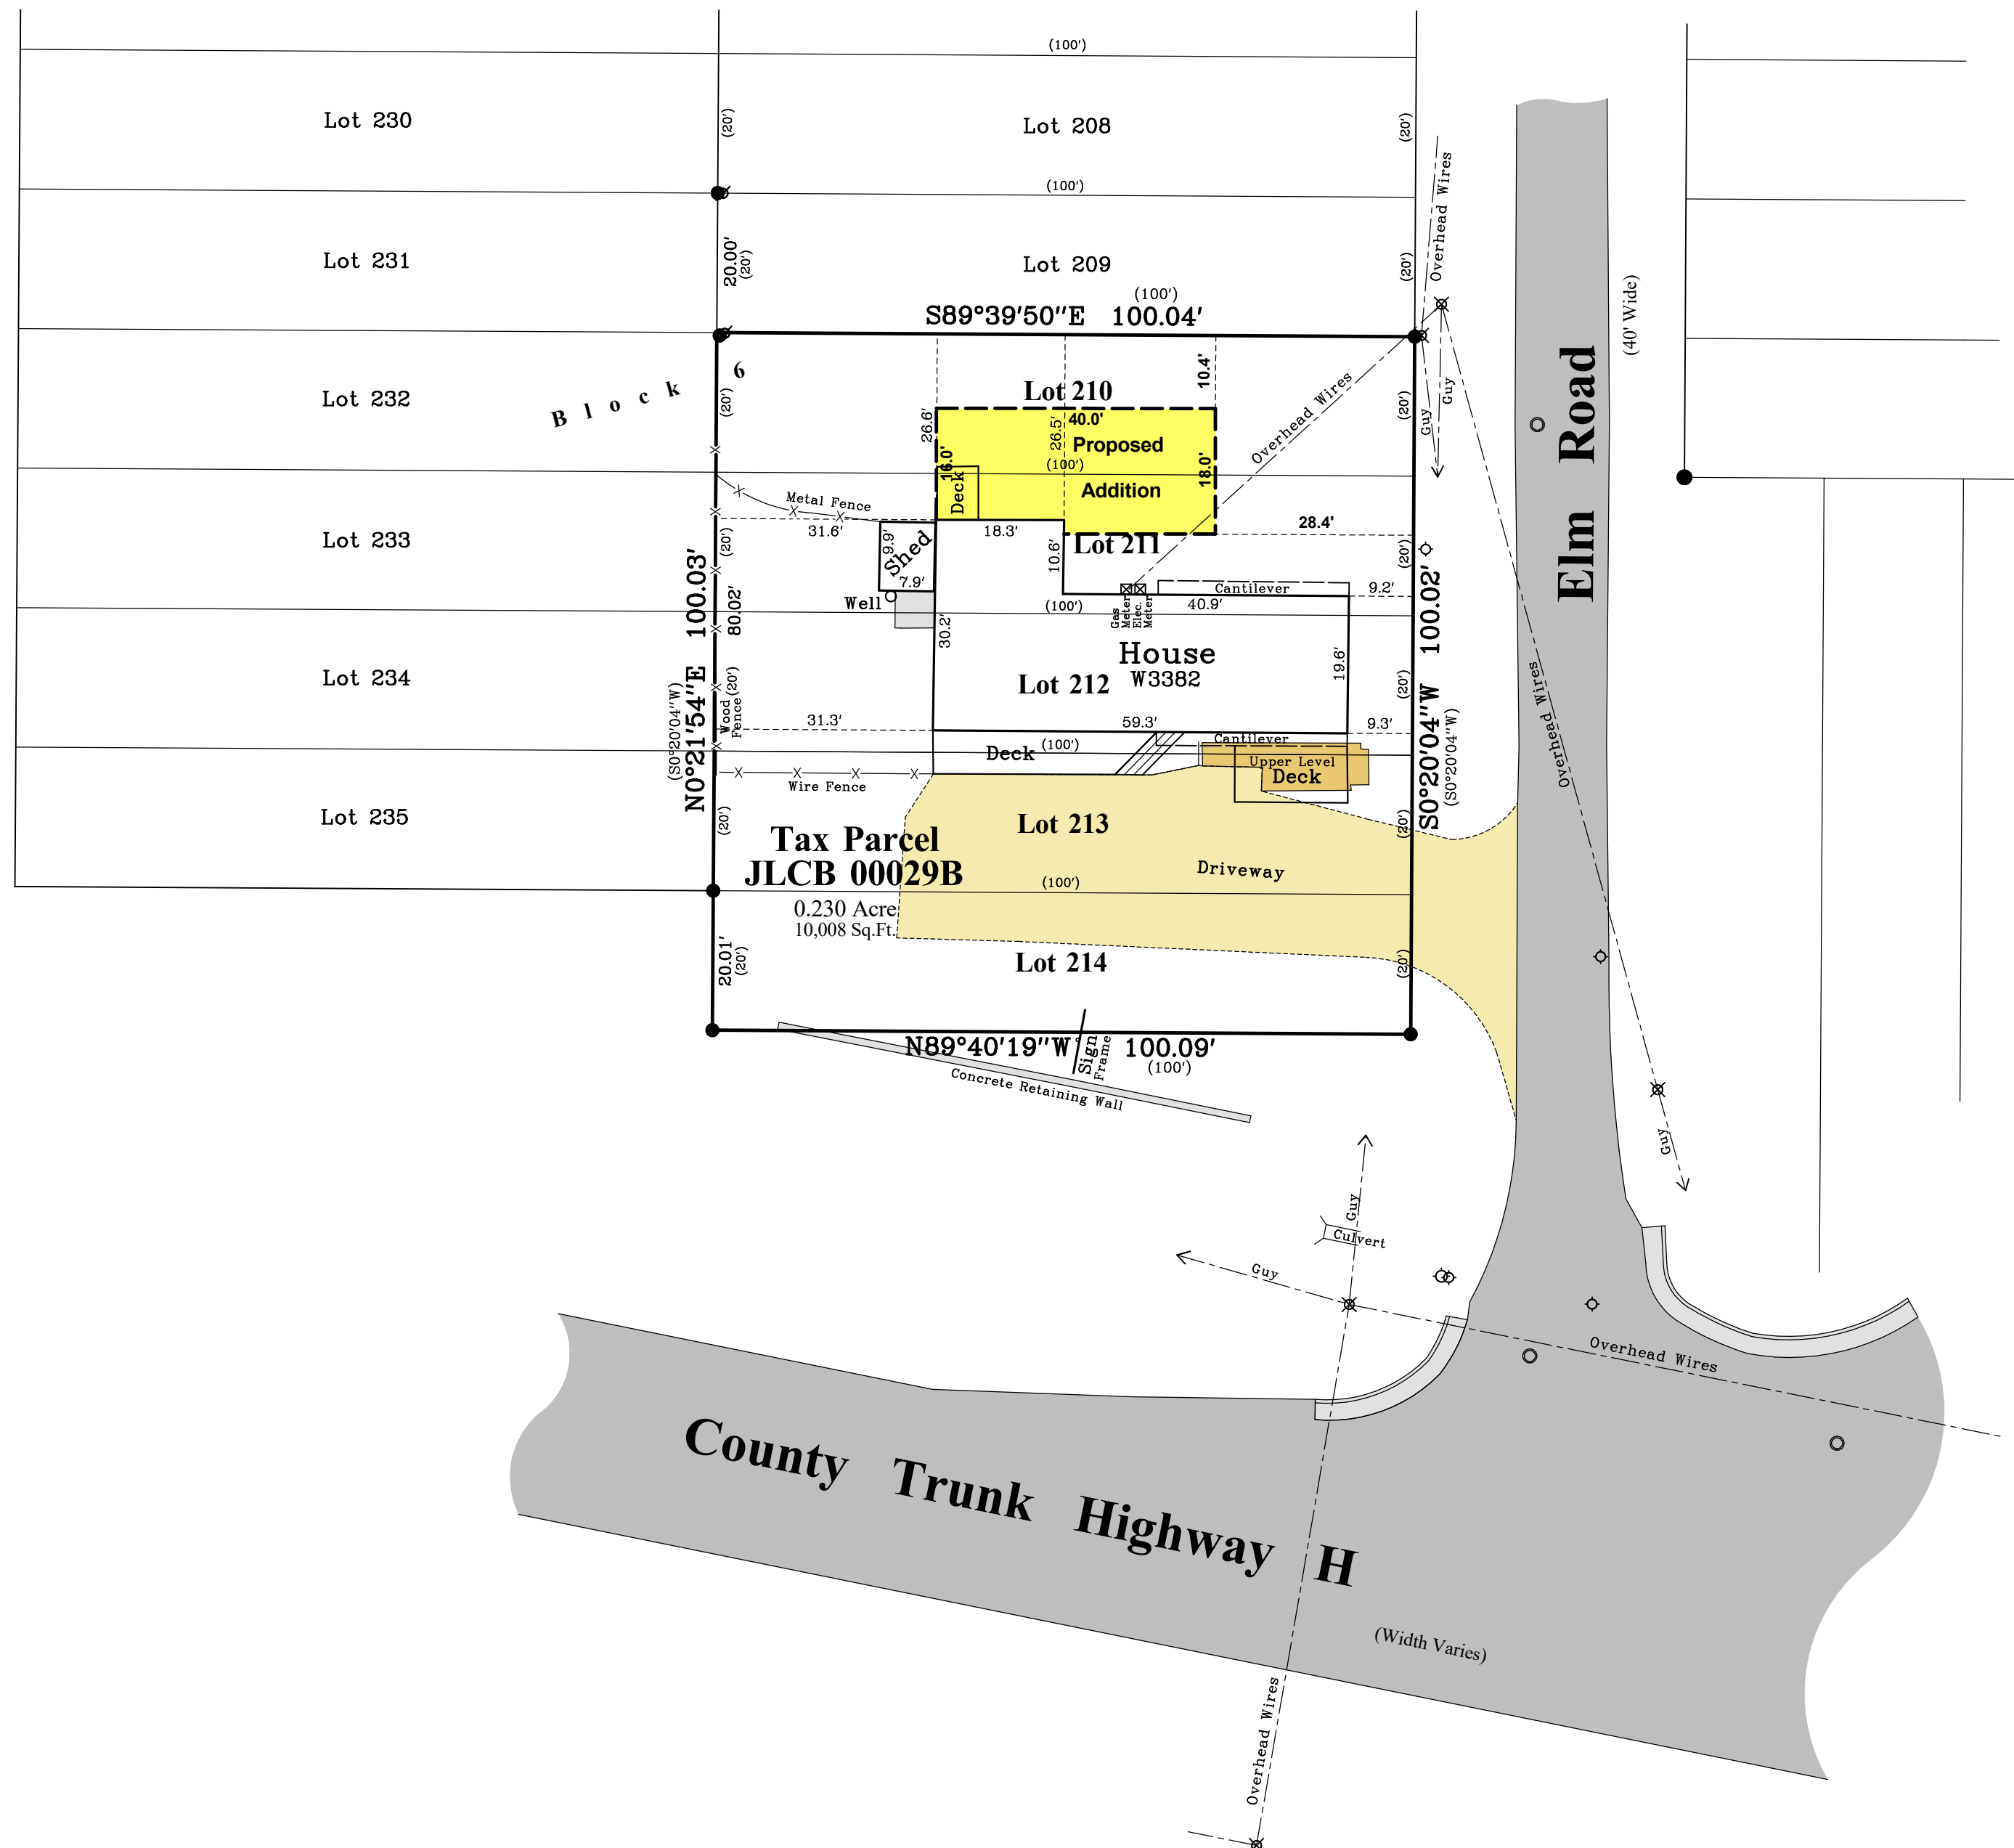 (100')
Lot 230
(20')
Lot 208
(20')
Overhead Wires
(100')
Lot 231
20.00'
(20')
Lot 209
(20')
(100')
S89°39'50"E 100.04'
(40' Wide)
Elm Road
Lot 232
Block 6
(20')
Lot 210
10.4'
Overhead Wires
(20')
Guy
Guy
26.6'
26.5'
40.0'
Proposed
16.0'
(100')
18.0'
Deck
Addition
Metal Fence
31.6'
18.3'
28.4'
Lot 233
(20')
9.9'
Shed
7.9'
10.6'
Lot 211
(20')
N0°21'54"E 100.03'
(S0°20'04"W)
80.02'
Well
(100')
Gas
Meter
Elec.
Meter
Cantilever
40.9'
9.2'
S0°20'04"W 100.02'
(S0°20'04"W)
30.2'
House
W3382
19.6'
Lot 234
(20')
Wood
Fence
Lot 212
(20')
Overhead Wires
31.3'
59.3'
9.3'
Deck
(100')
Cantilever
Upper Level
Deck
Wire Fence
Lot 235
(20')
Tax Parcel
JLCB 00029B
Lot 213
(20')
Driveway
(100')
0.230 Acre
10,008 Sq.Ft.
20.01'
(20')
Lot 214
(20')
N89°40'19"W 100.09'
(100')
Sign
Frame
Concrete Retaining Wall
Guy
Guy
Culvert
Guy
Overhead Wires
County Trunk Highway H
(Width Varies)
Overhead Wires